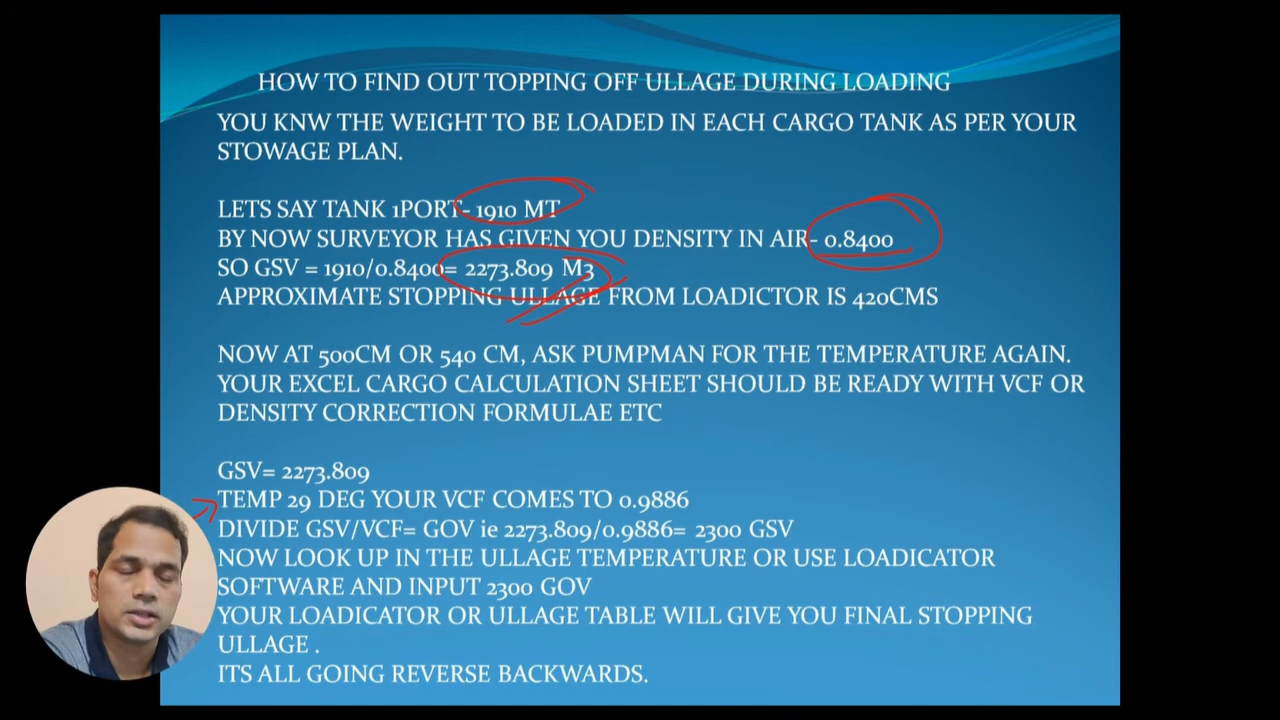 HOW TO FIND OUT TOPPING OFF ULLAGE DURING LOADING
YOU KNW THE WEIGHT TO BE LOADED IN EACH CARGO TANK AS PER YOUR
STOWAGE PLAN.
LETS SAY TANK 1PORT- 1910 MT
BY NOW SURVEYOR HAS GIVEN YOU DENSITY IN AIR- 0.8400
SO GSV = 1910/0.8400= 2273.809 M3
APPROXIMATE STOPPING ULLAGE FROM LOADICTOR IS 420CMS
NOW AT 500CM OR 540 CM, ASK PUMPMAN FOR THE TEMPERATURE AGAIN.
YOUR EXCEL CARGO CALCULATION SHEET SHOULD BE READY WITH VCF OR
DENSITY CORRECTION FORMULAE ETC
GSV= 2273.809
TEMP 29 DEG YOUR VCF COMES TO 0.9886
DIVIDE GSV/VCF= GOV ie 2273.809/0.9886= 2300 GSV
NOW LOOK UP IN THE ULLAGE TEMPERATURE OR USE LOADICATOR
SOFTWARE AND INPUT 2300 GOV
YOUR LOADICATOR OR ULLAGE TABLE WILL GIVE YOU FINAL STOPPING
ULLAGE .
ITS ALL GOING REVERSE BACKWARDS.